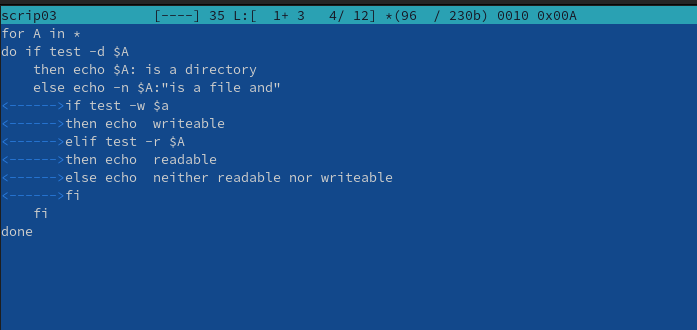 scrip03            [----] 35 L:[  1+ 3   4/ 12] *(96  / 230b) 0010 0x00A
for A in *
do if test -d $A
    then echo $A: is a directory
    else echo -n $A:"is a file and"
<------>if test -w $a
<------>then echo  writeable
<------>elif test -r $A
<------>then echo  readable
<------>else echo  neither readable nor writeable
<------>fi
    fi
done